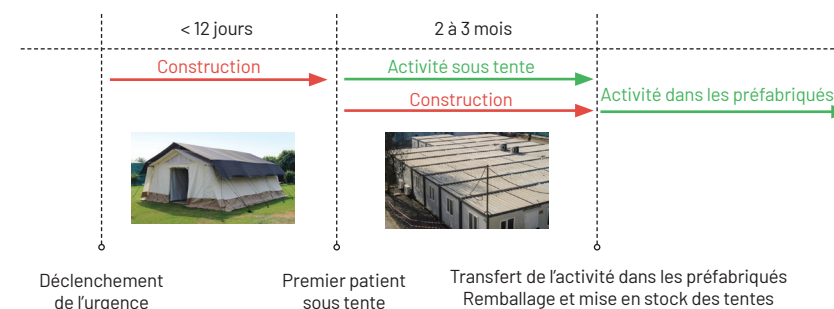 < 12 jours
2 à 3 mois
Construction
Activité sous tente
Construction
Activité dans les préfabriqués
Déclenchement
de l'urgence
Premier patient
sous tente
Transfert de l'activité dans les préfabriqués
Remballage et mise en stock des tentes